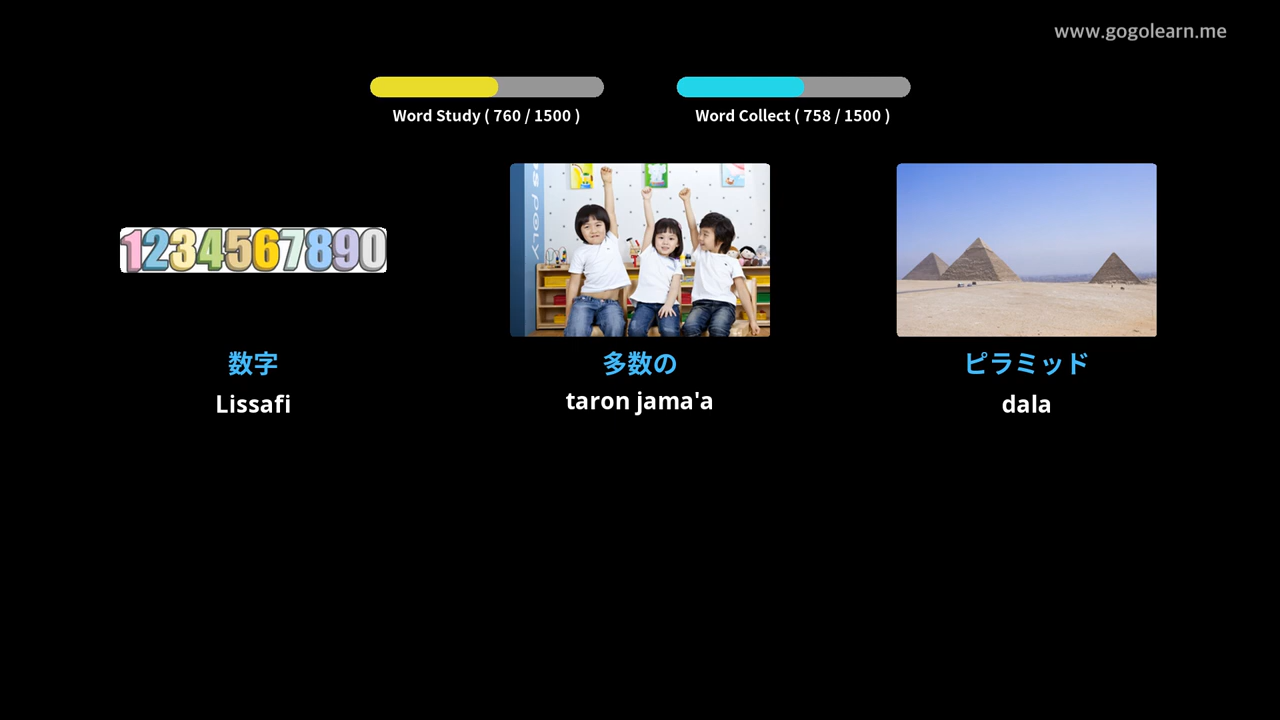 www.gogolearn.me
Word Study ( 760 / 1500 )
Word Collect ( 758 / 1500 )
1234567890
POLY
数字
多数の
ピラミッド
Lissafi
taron jama'a
dala